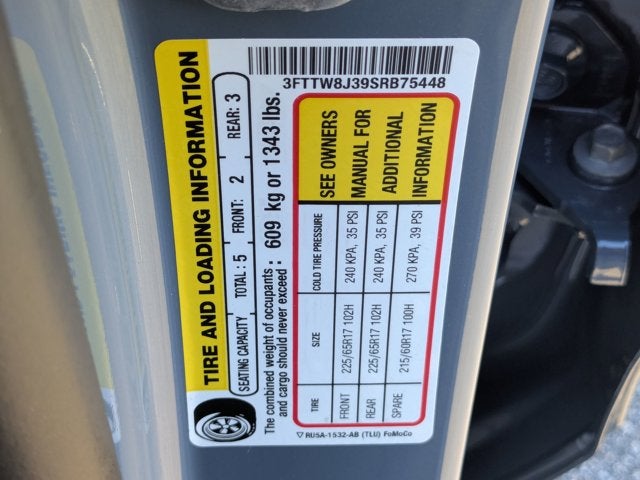 3FTTW8J39SRB75448
TIRE AND LOADING INFORMATION
SEATING CAPACITY TOTAL : 5 FRONT: 2 REAR: 3
The combined weight of occupants : 609 kg or 1343 lbs.
and cargo should never exceed :
TIRE SIZE COLD TIRE PRESSURE SEE OWNERS
FRONT 225/65R17 102H 240 KPA, 35 PSI MANUAL FOR
REAR 225/65R17 102H 240 KPA, 35 PSI ADDITIONAL
SPARE 215/60R17 100H 270 KPA, 39 PSI INFORMATION
RU5A-1532-AB (TLU) FoMoCo